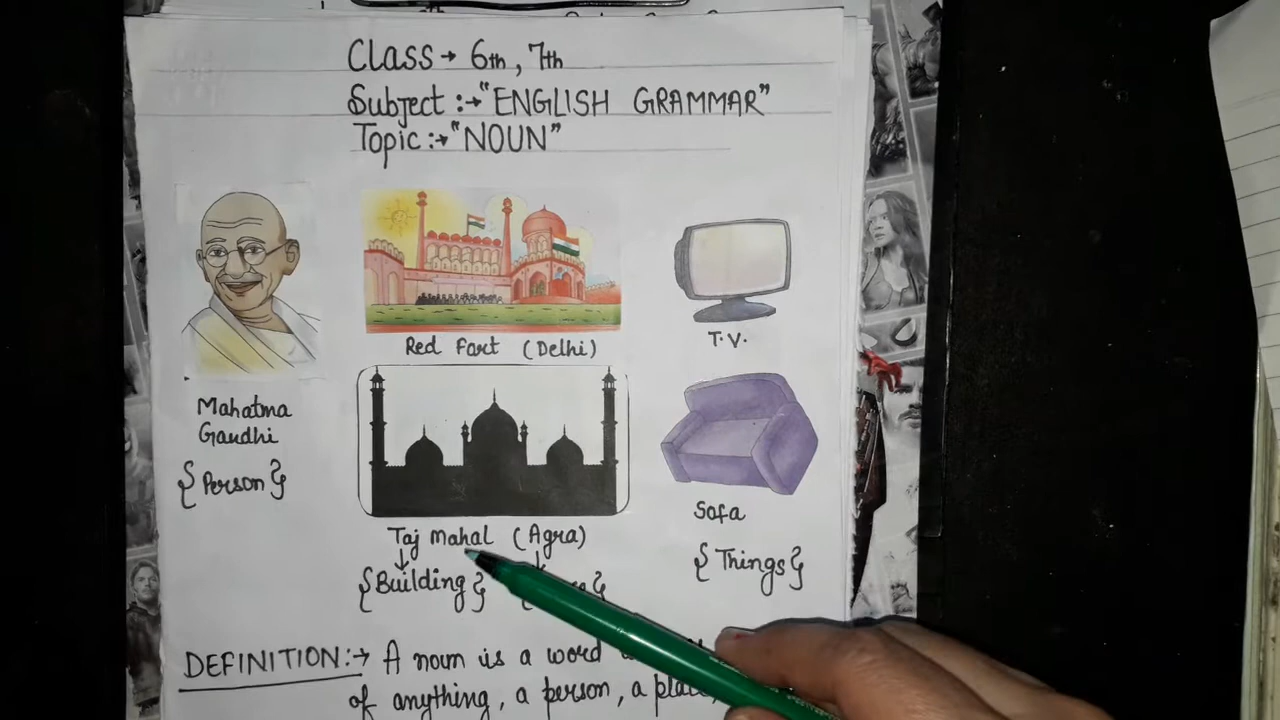 Class → 6th, 7th
Subject :→ "ENGLISH GRAMMAR"
Topic :→ "NOUN"
Red Fort (Delhi)
T.V.
Mahatma
Gandhi
{Person}
Taj Mahal (Agra)
{Building}
Sofa
{Things}
DEFINITION :→ A noun is a word
of anything, a person, a place,